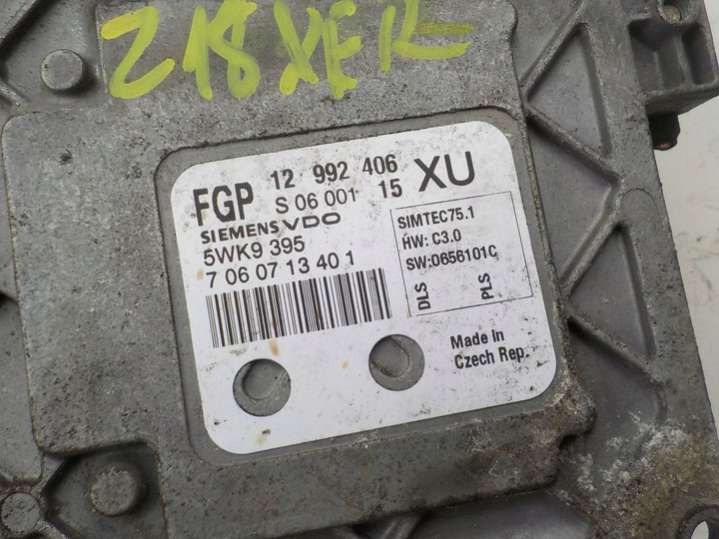 Z18XER
FGP 12 992 406 XU
S 06 001 15
SIEMENS VDO
5WK9 395
7 06 07 13 40 1
SIMTEC75.1
HW: C3.0
SW:0656101C
DLS
PLS
Made In
Czech Rep.